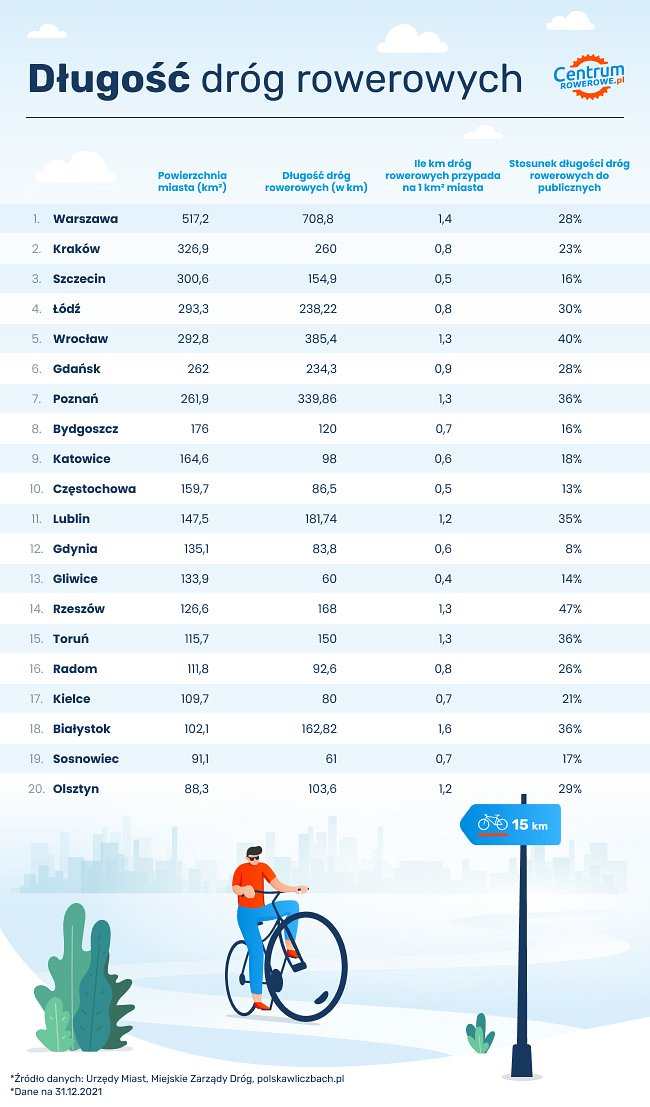 Długość dróg rowerowych
Centrum
ROWEROWE.pl
Powierzchnia
miasta (km²)
Długość dróg
rowerowych (w km)
Ile km dróg
rowerowych przypada
na 1 km² miasta
Stosunek długości dróg
rowerowych do
publicznych
1. Warszawa 517,2 708,8 1,4 28%
2. Kraków 326,9 260 0,8 23%
3. Szczecin 300,6 154,9 0,5 16%
4. Łódź 293,3 238,22 0,8 30%
5. Wrocław 292,8 385,4 1,3 40%
6. Gdańsk 262 234,3 0,9 28%
7. Poznań 261,9 339,86 1,3 36%
8. Bydgoszcz 176 120 0,7 16%
9. Katowice 164,6 98 0,6 18%
10. Częstochowa 159,7 86,5 0,5 13%
11. Lublin 147,5 181,74 1,2 35%
12. Gdynia 135,1 83,8 0,6 8%
13. Gliwice 133,9 60 0,4 14%
14. Rzeszów 126,6 168 1,3 47%
15. Toruń 115,7 150 1,3 36%
16. Radom 111,8 92,6 0,8 26%
17. Kielce 109,7 80 0,7 21%
18. Białystok 102,1 162,82 1,6 36%
19. Sosnowiec 91,1 61 0,7 17%
20. Olsztyn 88,3 103,6 1,2 29%
15 km
*Źródło danych: Urzędy Miast, Miejskie Zarządy Dróg, polskawliczbach.pl
*Dane na 31.12.2021